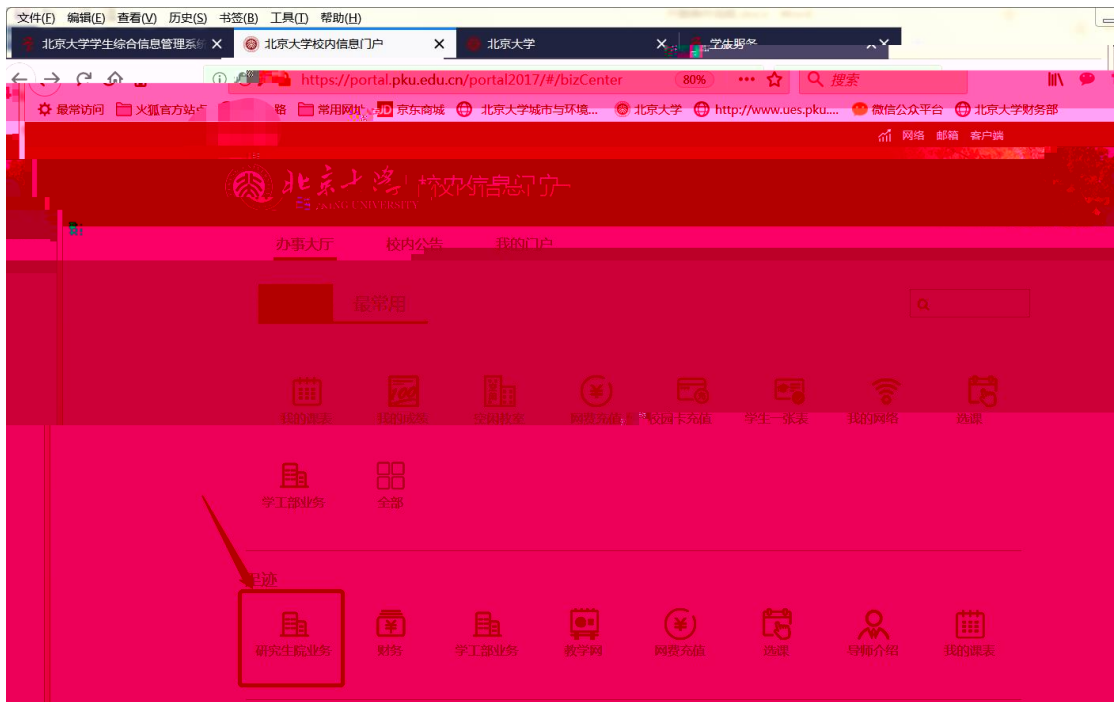 文件(F) 编辑(E) 查看(V) 历史(S) 书签(B) 工具(T) 帮助(H)
北京大学学生综合信息管理系统 北京大学校内信息门户 北京大学
https://portal.pku.edu.cn/portal2017/#/bizCenter 80% 搜索
最常访问 火狐官方站点 常用网址 JD 京东商城 北京大学城市与环境... 北京大学 http://www.ues.pku.... 微信公众平台 北京大学财务部
网络 邮箱 客户端
北京大学 校内信息门户
PEKING UNIVERSITY
办事大厅 校内公告 我的门户
最常用
我的课表 我的成绩 空闲教室 网费充值 校园卡充值 学生一张表 我的网络 选课
学工部业务 全部
足迹
研究生院业务 财务 学工部业务 教学网 网费充值 选课 导师介绍 我的课表